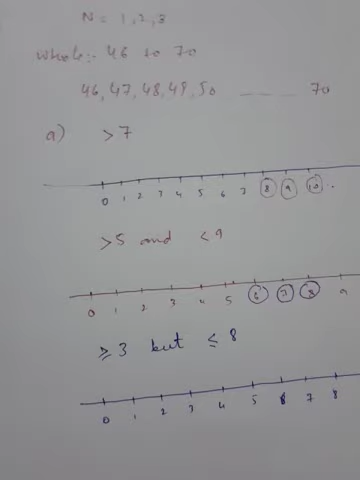 N = 1, 2, 3
Whole:- 46 to 70
46, 47, 48, 49, 50 ........ 70
a) > 7
0 1 2 3 4 5 6 7 8 9 10 .
> 5 and < 9
0 1 2 3 4 5 6 7 8 9
≥ 3 but ≤ 8
0 1 2 3 4 5 6 7 8